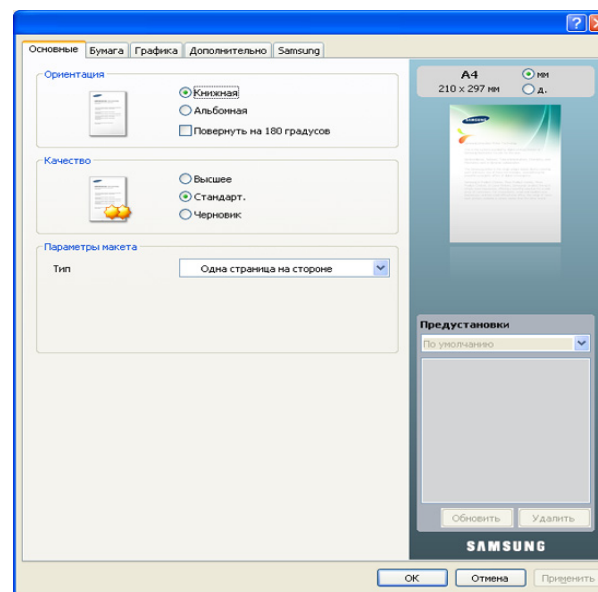 Основные Бумага Графика Дополнительно Samsung
Ориентация
Книжная
Альбомная
Повернуть на 180 градусов
Качество
Высшее
Стандарт.
Черновик
Параметры макета
Тип Одна страница на стороне
A4
210 x 297 мм
мм
д.
SAMSUNG
Предустановки
По умолчанию
Обновить Удалить
SAMSUNG
OK Отмена Применить